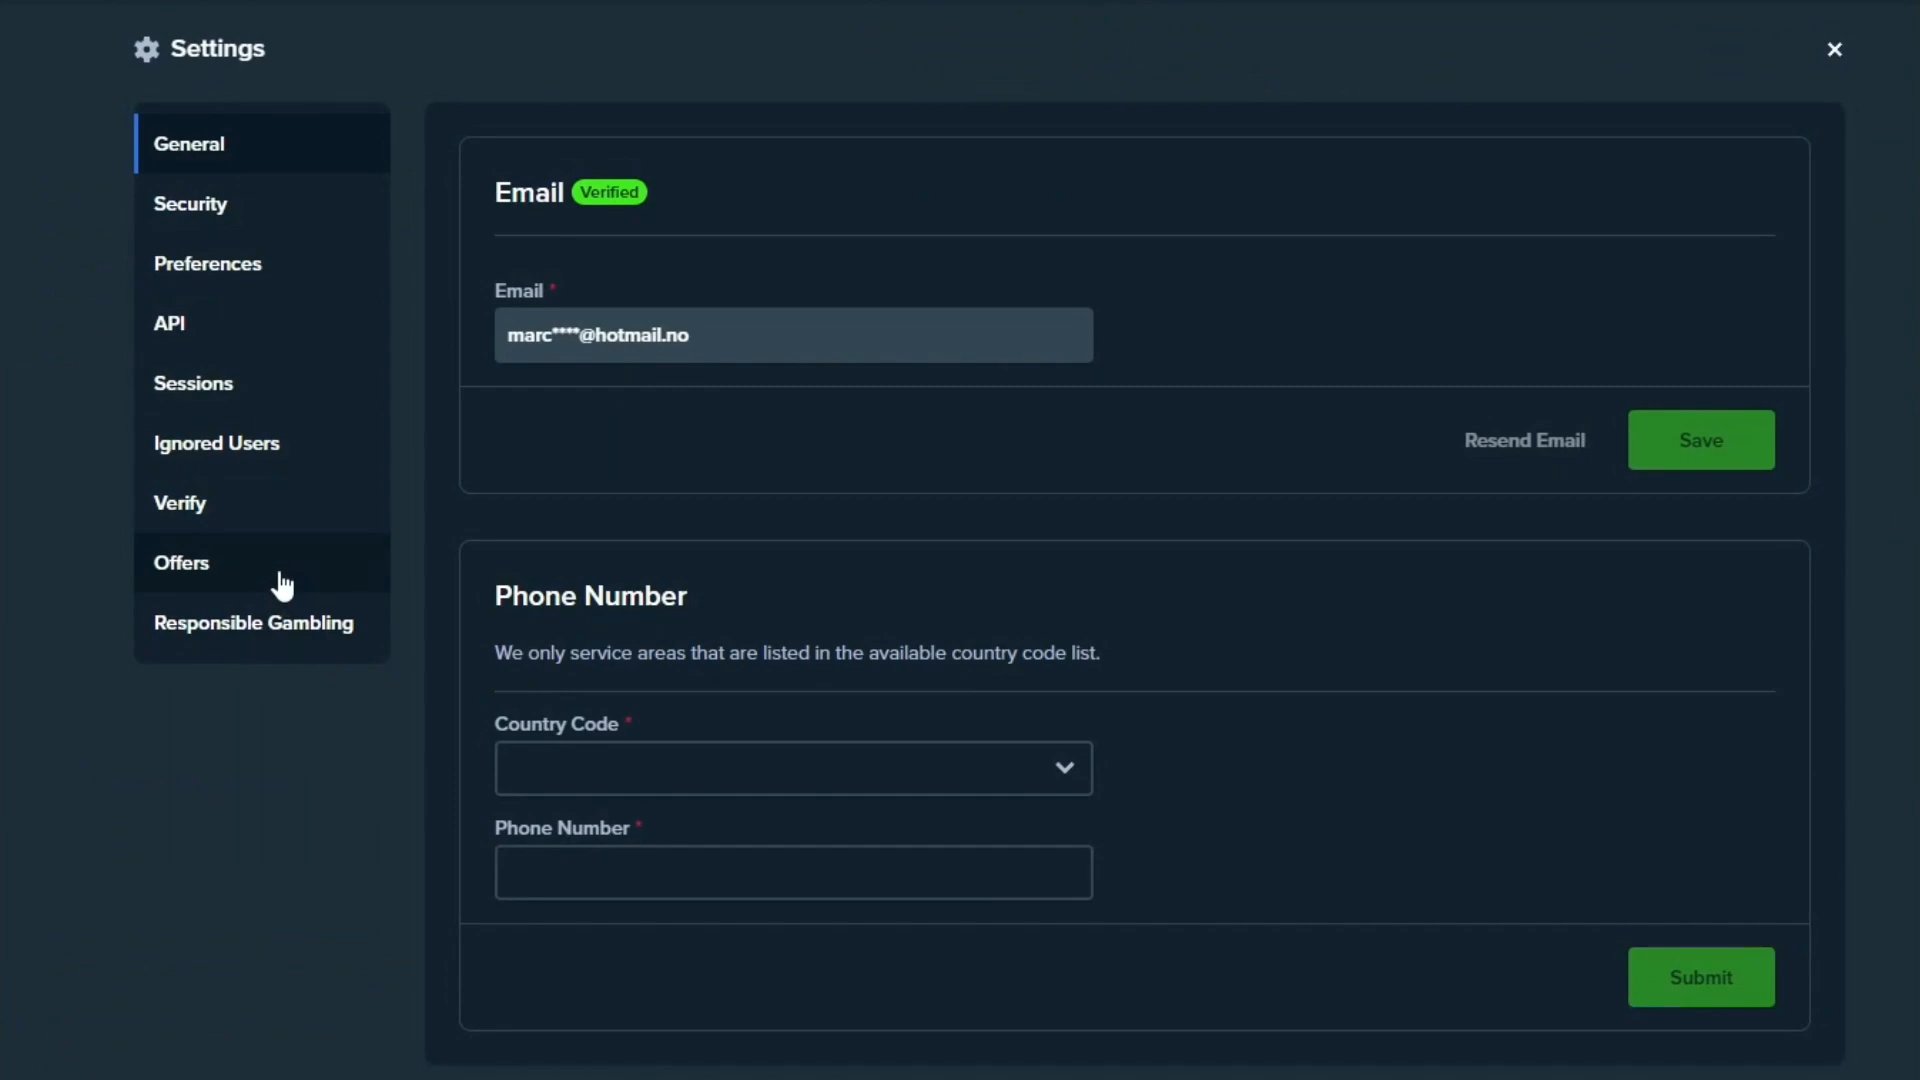 Settings
General
Security
Preferences
API
Sessions
Ignored Users
Verify
Offers
Responsible Gambling
Email Verified
Email *
marc****@hotmail.no
Resend Email
Save
Phone Number
We only service areas that are listed in the available country code list.
Country Code *
Phone Number *
Submit